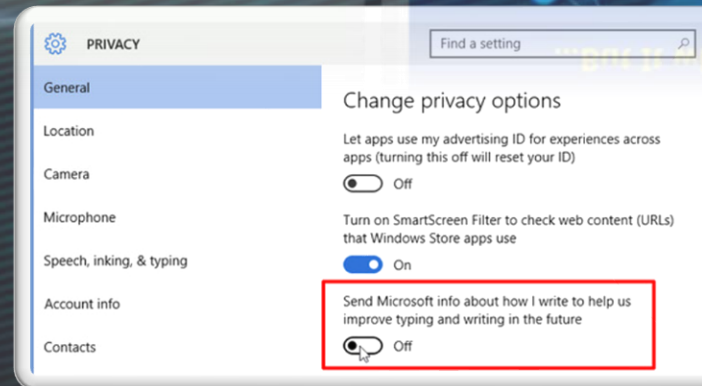 PRIVACY
Find a setting
General
Location
Camera
Microphone
Speech, inking, & typing
Account info
Contacts
Change privacy options
Let apps use my advertising ID for experiences across
apps (turning this off will reset your ID)
Off
Turn on SmartScreen Filter to check web content (URLs)
that Windows Store apps use
On
Send Microsoft info about how I write to help us
improve typing and writing in the future
Off